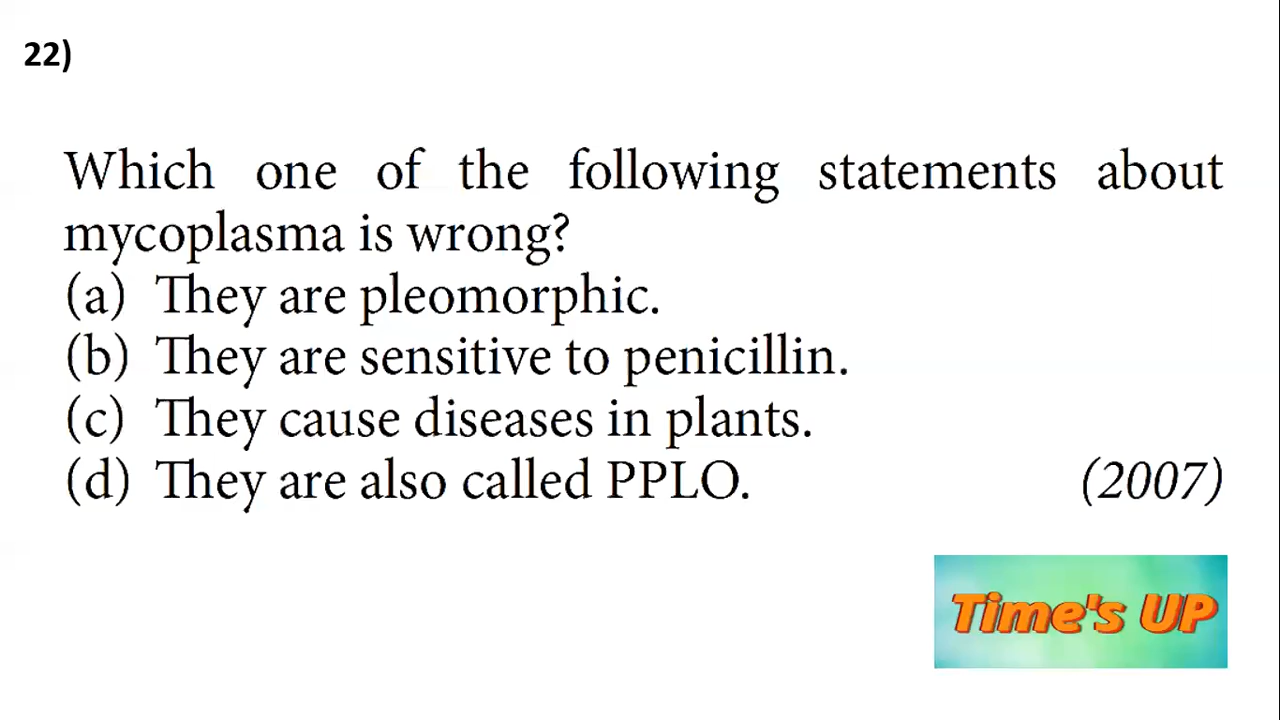 22)
Which one of the following statements about
mycoplasma is wrong?
(a) They are pleomorphic.
(b) They are sensitive to penicillin.
(c) They cause diseases in plants.
(d) They are also called PPLO. (2007)
Time's UP